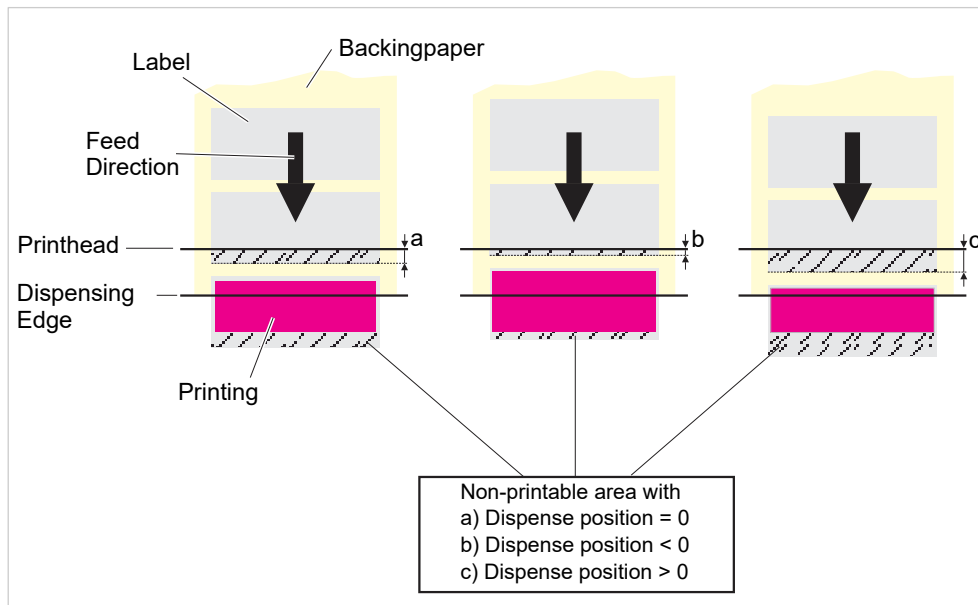 Backingpaper
Label
Feed
Direction
Printhead
a
b
c
Dispensing
Edge
Printing
Non-printable area with
a) Dispense position = 0
b) Dispense position < 0
c) Dispense position > 0